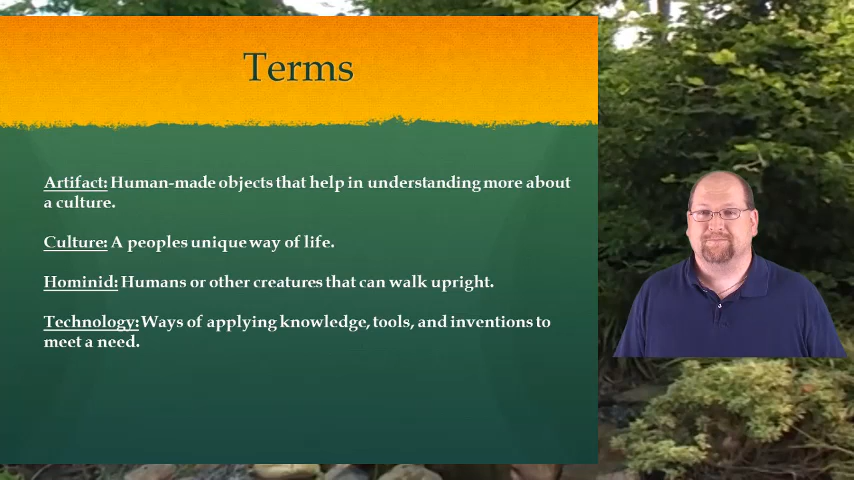 Terms
Artifact: Human-made objects that help in understanding more about
a culture.
Culture: A peoples unique way of life.
Hominid: Humans or other creatures that can walk upright.
Technology: Ways of applying knowledge, tools, and inventions to
meet a need.